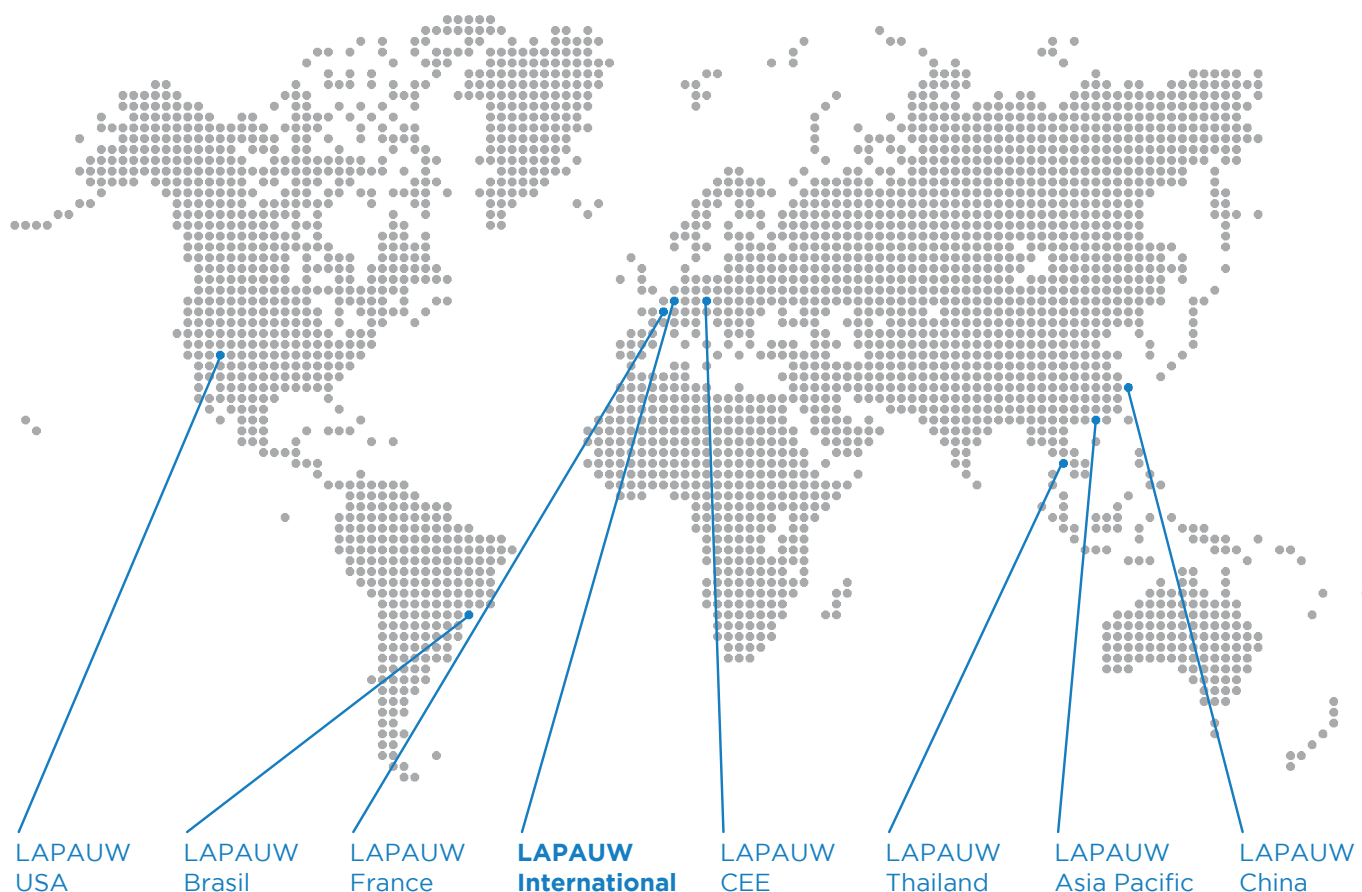 LAPAUW
USA
LAPAUW
Brasil
LAPAUW
France
LAPAUW
International
LAPAUW
CEE
LAPAUW
Thailand
LAPAUW
Asia Pacific
LAPAUW
China